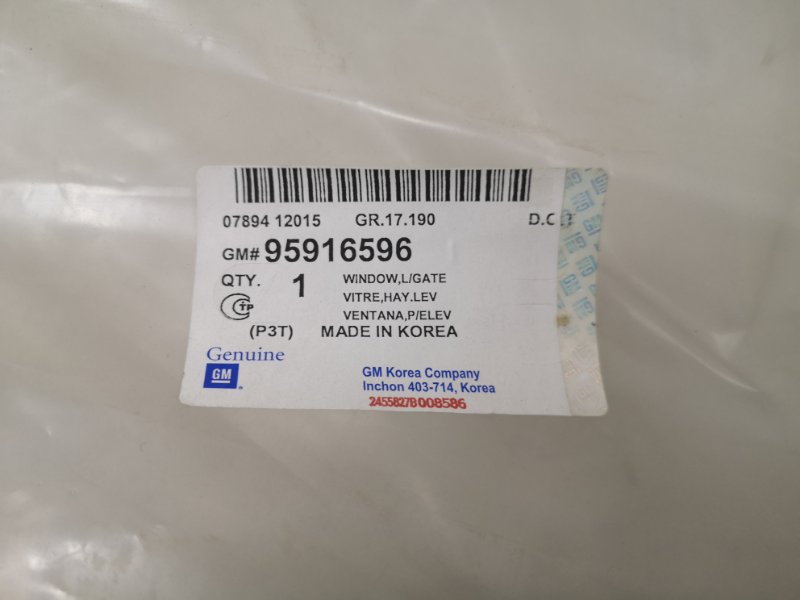 07894 12015 GR.17.190 D.C
GM# 95916596
QTY. 1 WINDOW,L/GATE
VITRE,HAY.LEV
VENTANA,P/ELEV
CTP
(P3T) MADE IN KOREA
Genuine
GM
GM Korea Company
Inchon 403-714, Korea
2455827B008586